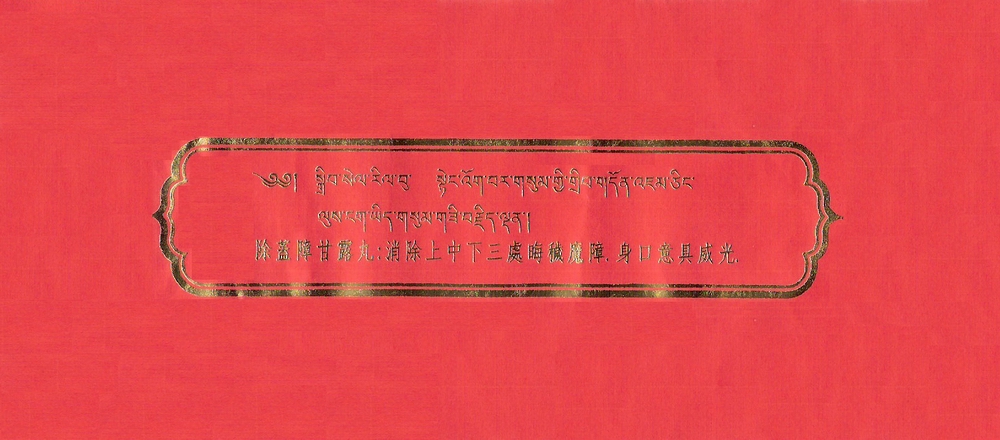 ༄༅། སྒྲིབ་སེལ་རིལ་བུ་ སྟེང་འོག་བར་གསུམ་གྱི་གྲིབ་གདོན་འཇམ་ཅིང་
ལུས་ངག་ཡིད་གསུམ་གཟི་བརྗིད་ལྡན།
除蓋障甘露丸;消除上中下三處晦穢魔障,身口意具威光.